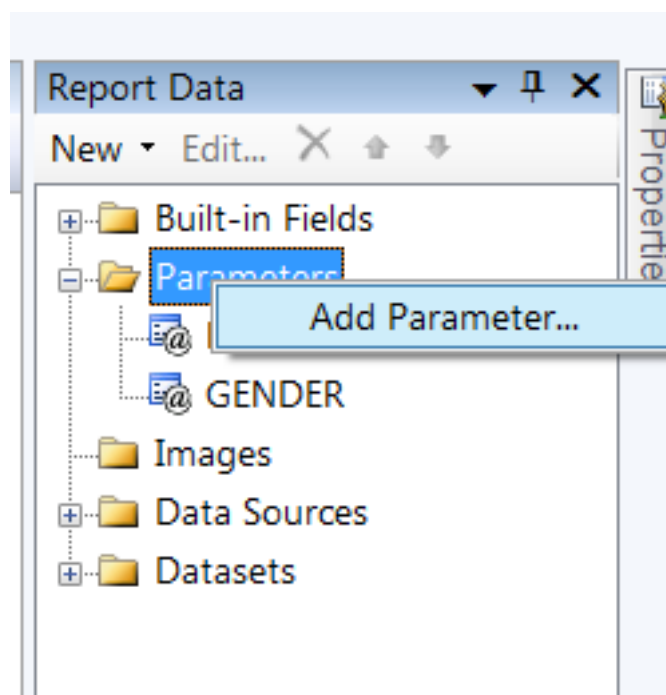 Report Data
New Edit...
Properties
Built-in Fields
Parameters
Add Parameter...
GENDER
Images
Data Sources
Datasets